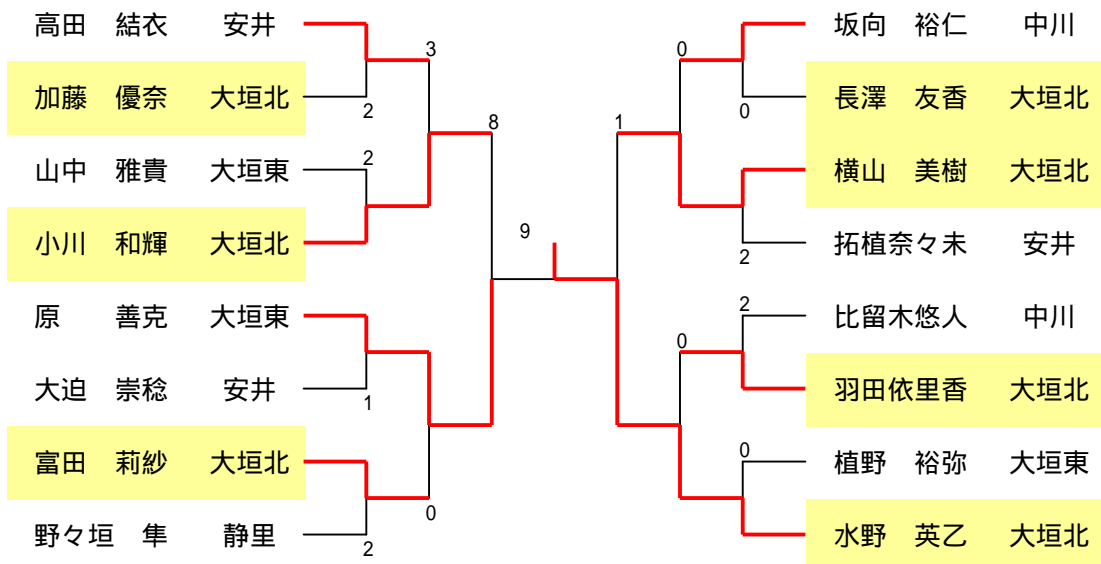 高田　結衣　安井
加藤　優奈　大垣北
山中　雅貴　大垣東
小川　和輝　大垣北
原　善克　大垣東
大迫　崇稔　安井
富田　莉紗　大垣北
野々垣　隼　静里
3
2
2
8
1
0
2
9
坂向　裕仁　中川
長澤　友香　大垣北
横山　美樹　大垣北
拓植奈々未　安井
比留木悠人　中川
羽田依里香　大垣北
植野　裕弥　大垣東
水野　英乙　大垣北
0
0
1
2
2
0
0